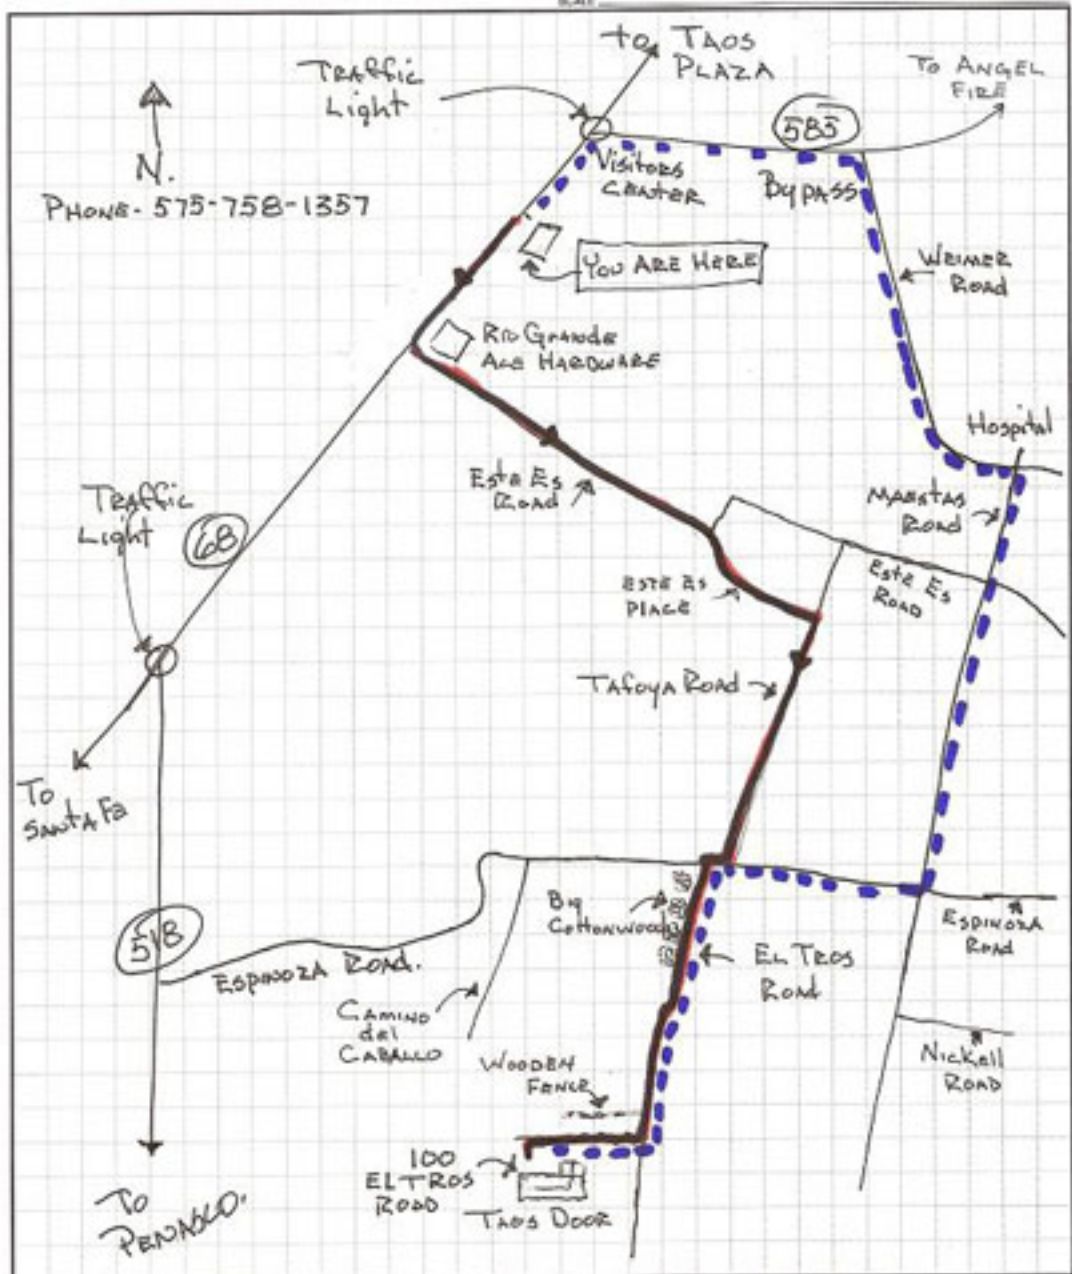 SCALE
to TAOS
PLAZA
TRAffic
Light
To ANGEL
FIRE
585
N.
VISITORS
CENTER
BYPASS
PHONE - 575-758-1357
YOU ARE HERE
WEIMER
ROAD
RIO GRANDE
ACE HARDWARE
Hospital
ESTE ES
ROAD
MAESTAS
ROAD
TRAffic
Light
68
ESTE ES
PLACE
ESTE ES
ROAD
TAFOYA ROAD
To
SANTA Fe
Big
Cottonwoods
518
ESPINOZA ROAD.
EL TROS
ROAD
ESPINOZA
ROAD
CAMINO
del
CABALLO
WOODEN
FENCE
NICKELL
ROAD
100
EL TROS
ROAD
TAOS DOOR
To
PENASCO.